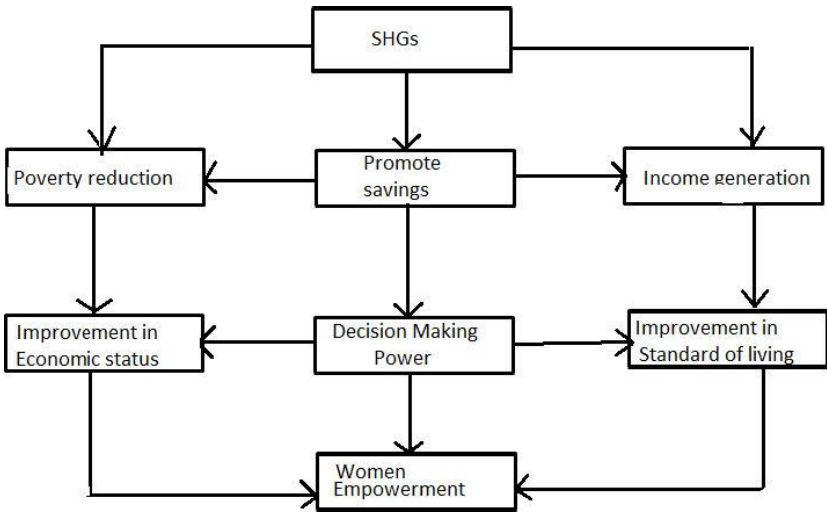 SHGs
Poverty reduction
Promote
savings
Income generation
Improvement in
Economic status
Decision Making
Power
Improvement in
Standard of living
Women
Empowerment